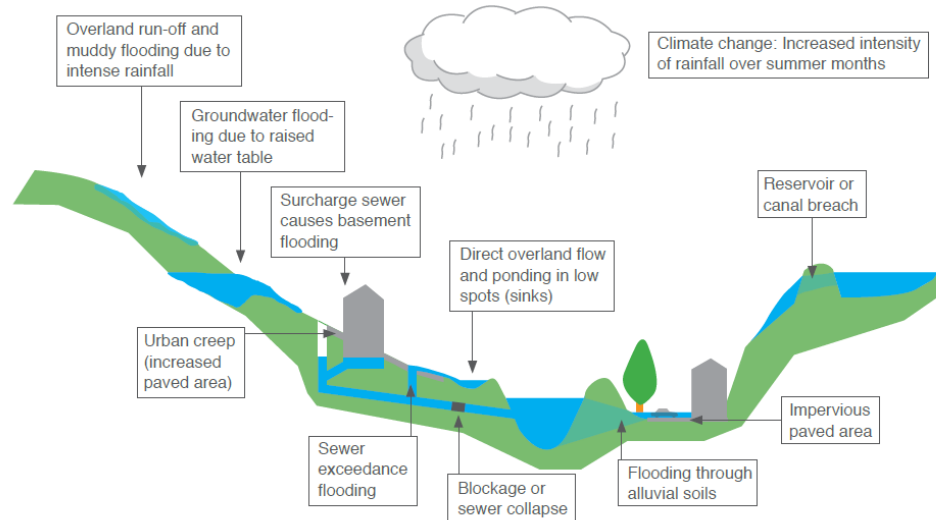 Overland run-off and
muddy flooding due to
intense rainfall
Climate change: Increased intensity
of rainfall over summer months
Groundwater flood-
ing due to raised
water table
Surcharge sewer
causes basement
flooding
Reservoir or
canal breach
Direct overland flow
and ponding in low
spots (sinks)
Urban creep
(increased
paved area)
Impervious
paved area
Sewer
exceedance
flooding
Blockage or
sewer collapse
Flooding through
alluvial soils